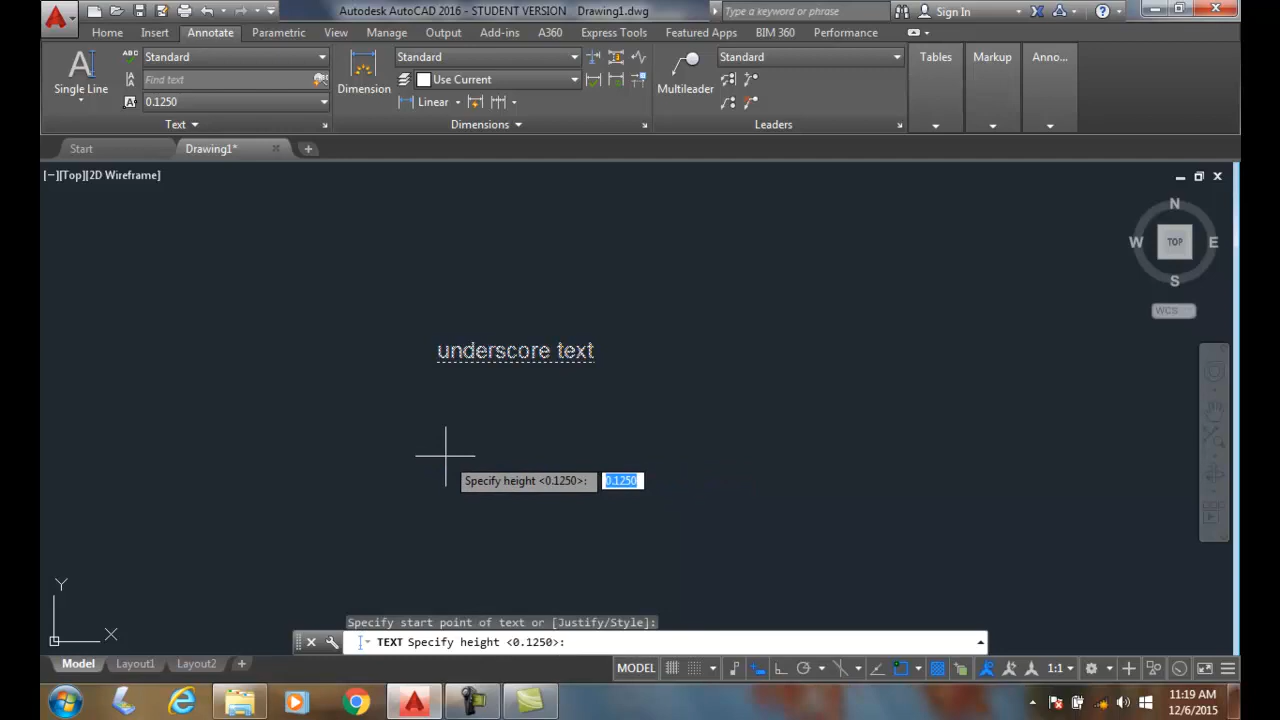 Autodesk AutoCAD 2016 - STUDENT VERSION Drawing1.dwg
Type a keyword or phrase
Sign In
Home Insert Annotate Parametric View Manage Output Add-ins A360 Express Tools Featured Apps BIM 360 Performance
Single Line
Standard
Find text
0.1250
Text
Dimension
Standard
Use Current
Linear
Dimensions
Multileader
Standard
Leaders
Tables
Markup
Anno...
Start
Drawing1*
[−][Top][2D Wireframe]
N
W
TOP
E
S
WCS
underscore text
Specify height <0.1250>: 0.1250
Y
X
Specify start point of text or [Justify/Style]:
TEXT Specify height <0.1250>:
Model Layout1 Layout2
MODEL
1:1
11:19 AM
12/6/2015